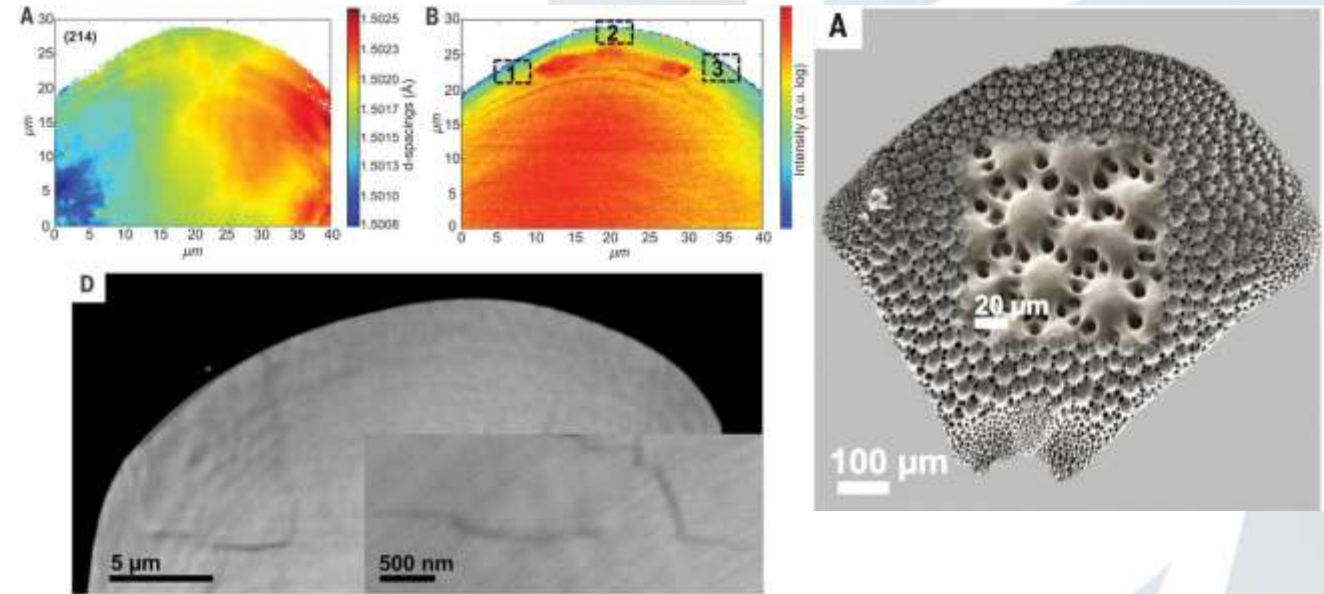 A
(214)
30
25
20
15
10
5
0
µm
0 5 10 15 20 25 30 35 40
µm
1.5025
1.5023
1.5020
1.5017
1.5015
1.5013
1.5010
1.5008
d-spacings (Å)
B
30
25
20
15
10
5
0
µm
0 5 10 15 20 25 30 35 40
µm
1
2
3
Intensity (a.u. log)
D
5 µm
500 nm
A
20 µm
100 µm